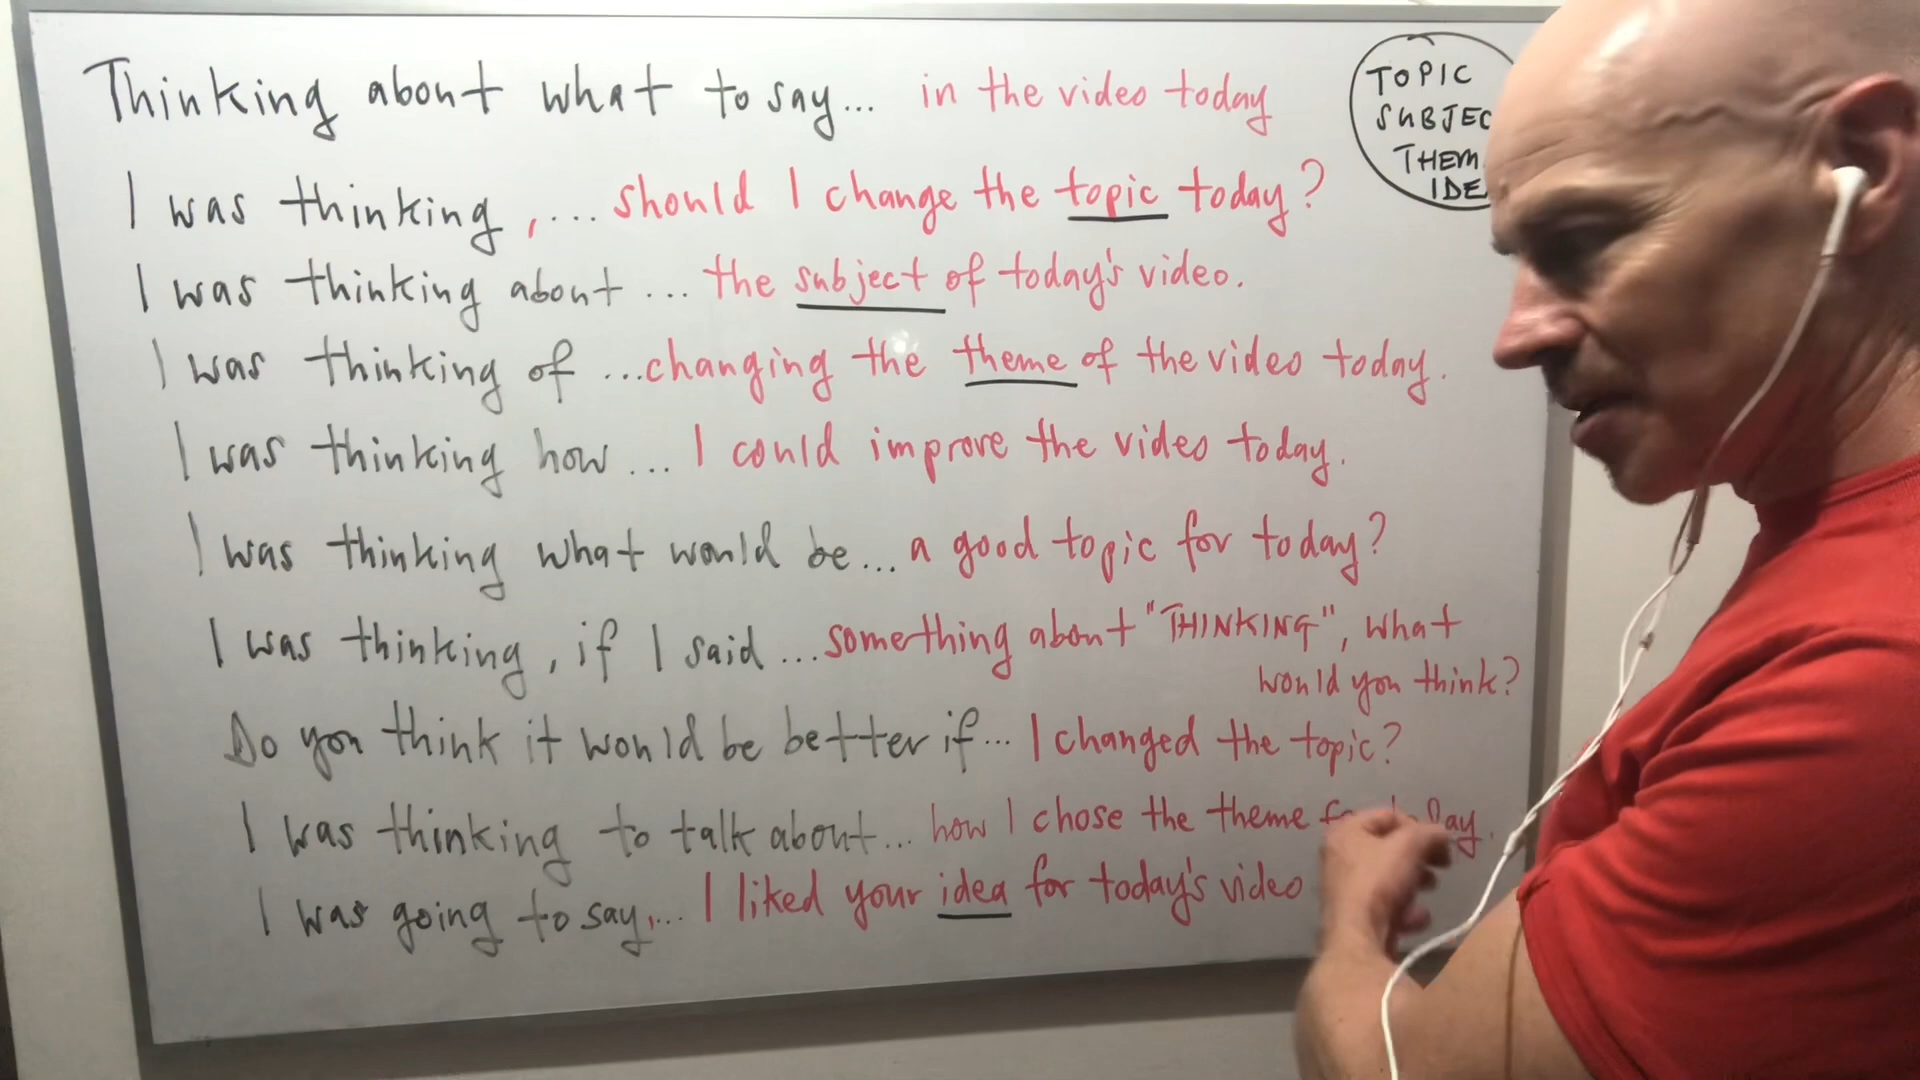 Thinking about what to say... in the video today
I was thinking,... should I change the topic today?
I was thinking about... the subject of today's video.
I was thinking of ...changing the theme of the video today.
I was thinking how... I could improve the video today.
I was thinking what would be... a good topic for today?
I was thinking, if I said ...something about "THINKING", what
would you think?
Do you think it would be better if... I changed the topic?
I was thinking to talk about... how I chose the theme
I was going to say,... I liked your idea for today's video
TOPIC
SUBJEC
THEM
IDE